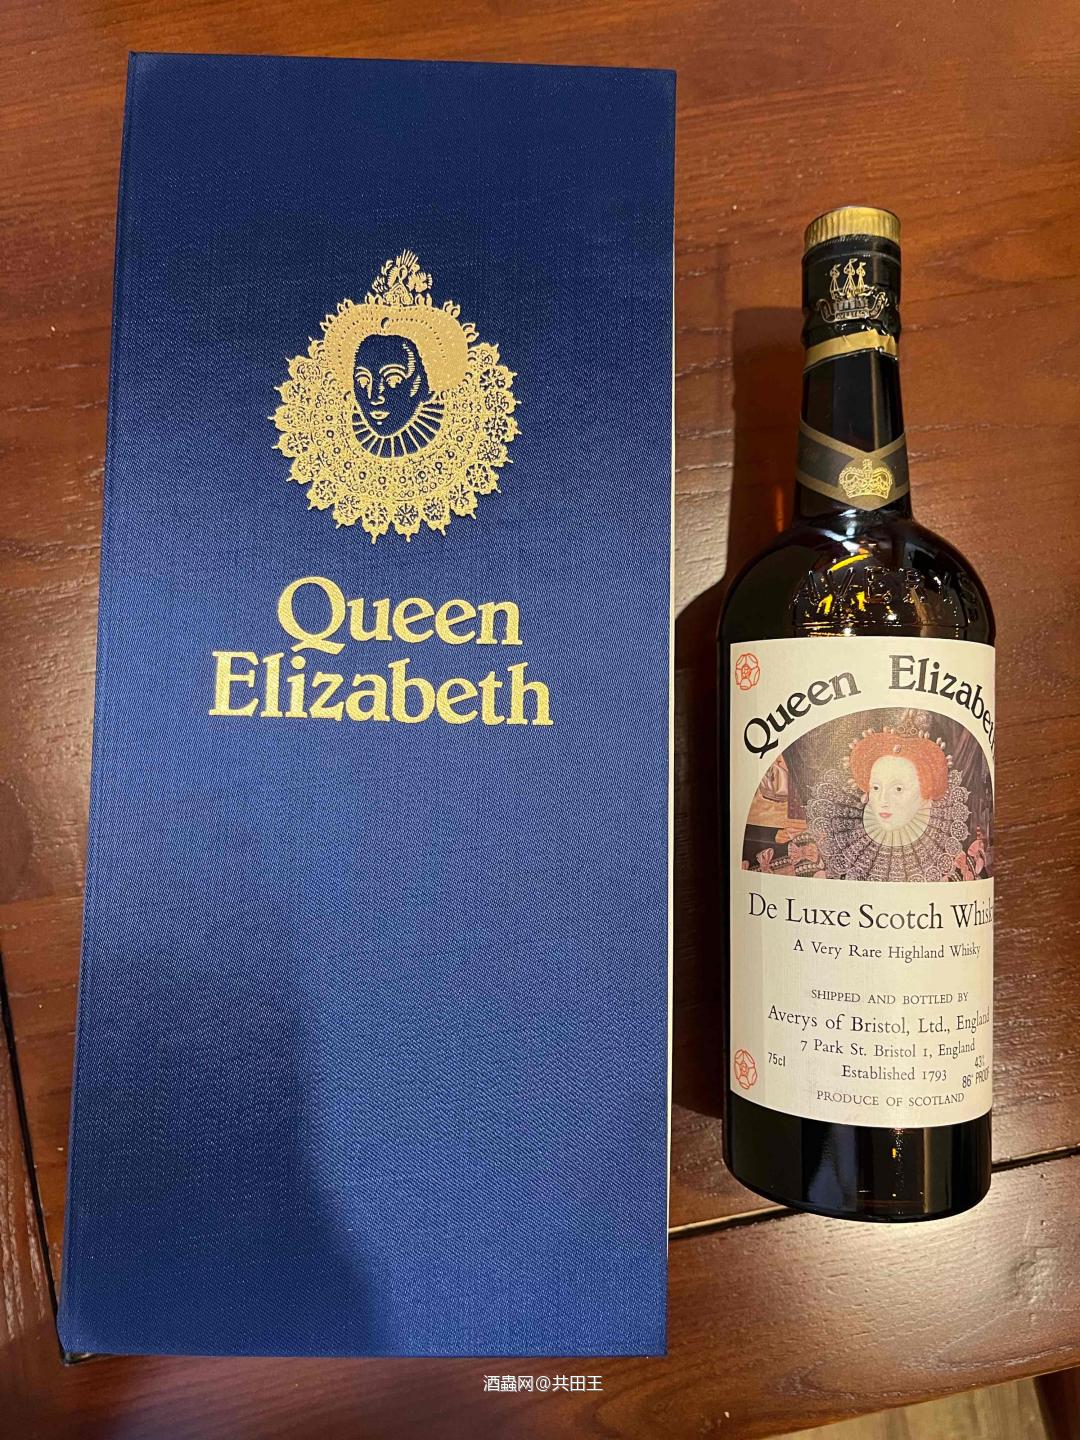 Queen
Elizabeth
AVERYS
Queen Elizabeth
De Luxe Scotch Whisky
A Very Rare Highland Whisky
SHIPPED AND BOTTLED BY
Averys of Bristol, Ltd., England
7 Park St. Bristol 1, England
75cl
Established 1793
43%
86° PROOF
PRODUCE OF SCOTLAND
酒蟲网@共田王